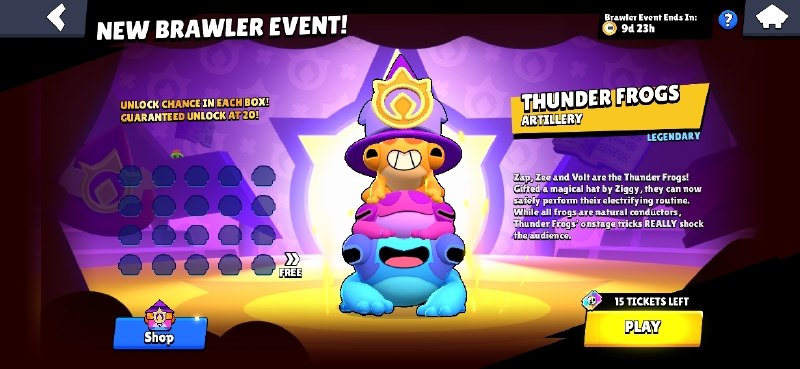 NEW BRAWLER EVENT!
Brawler Event Ends In:
9d 23h
?
UNLOCK CHANCE IN EACH BOX!
GUARANTEED UNLOCK AT 20!
THUNDER FROGS
ARTILLERY
LEGENDARY
Zap, Zee and Volt are the Thunder Frogs!
Gifted a magical hat by Ziggy, they can now
safely perform their electrifying routine.
While all frogs are natural conductors,
Thunder Frogs' onstage tricks REALLY shock
the audience.
FREE
Shop
15 TICKETS LEFT
PLAY